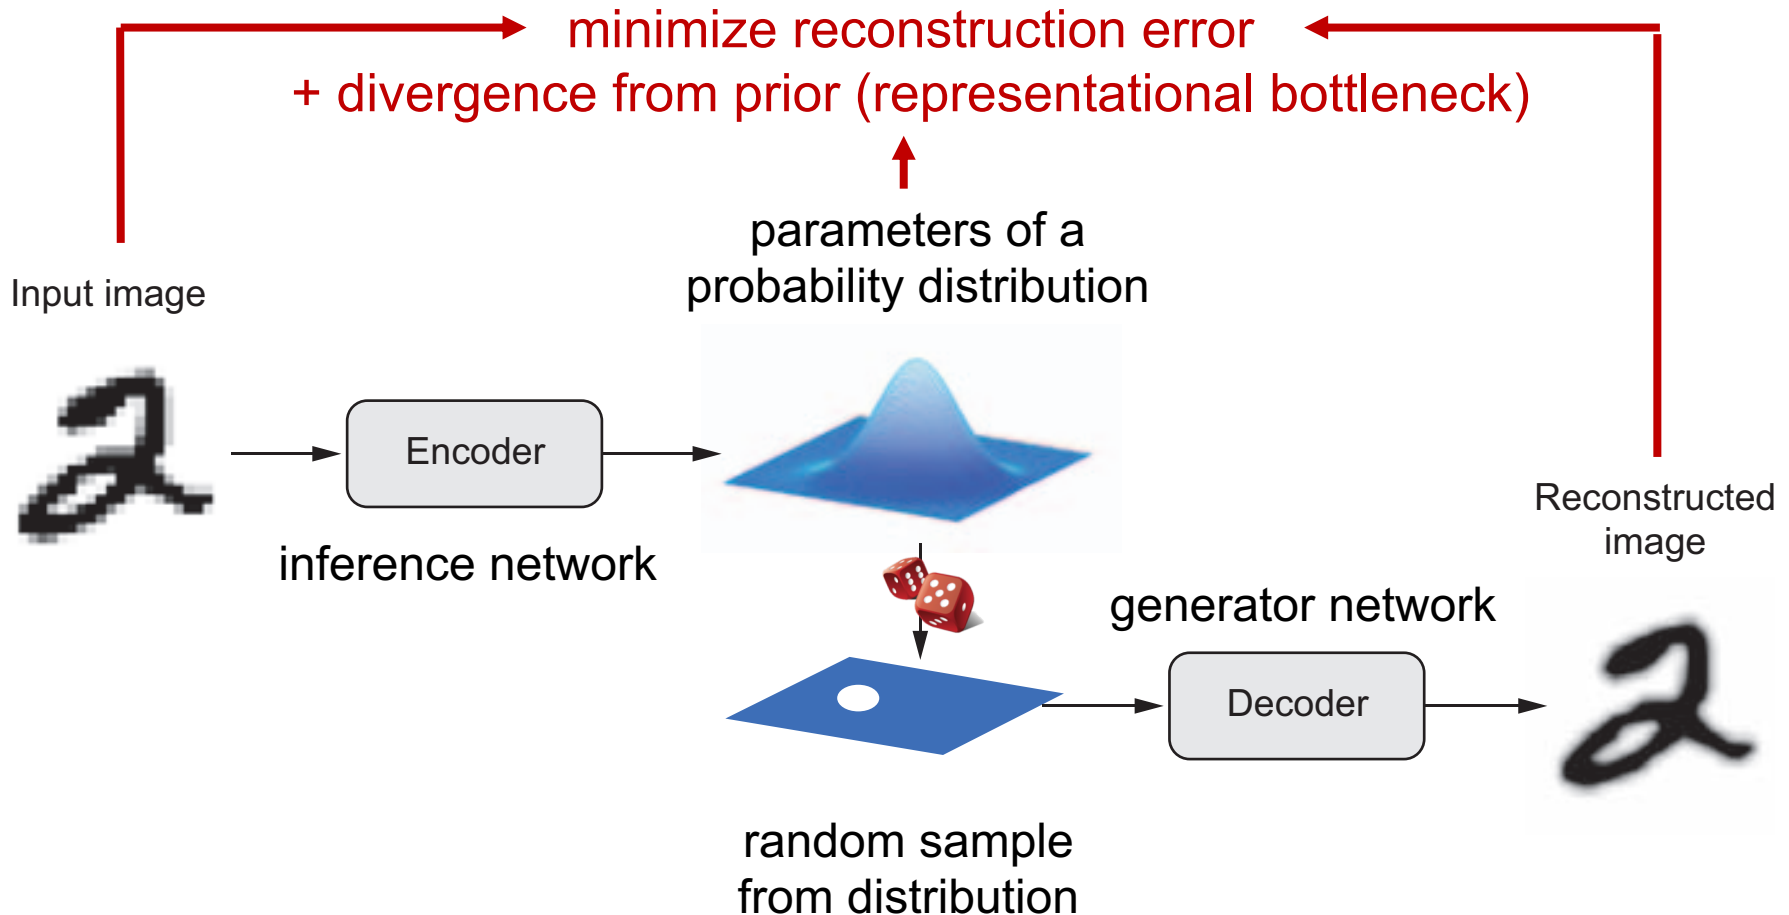 minimize reconstruction error
+ divergence from prior (representational bottleneck)
parameters of a
probability distribution
Input image
Encoder
inference network
Reconstructed
image
generator network
Decoder
random sample
from distribution